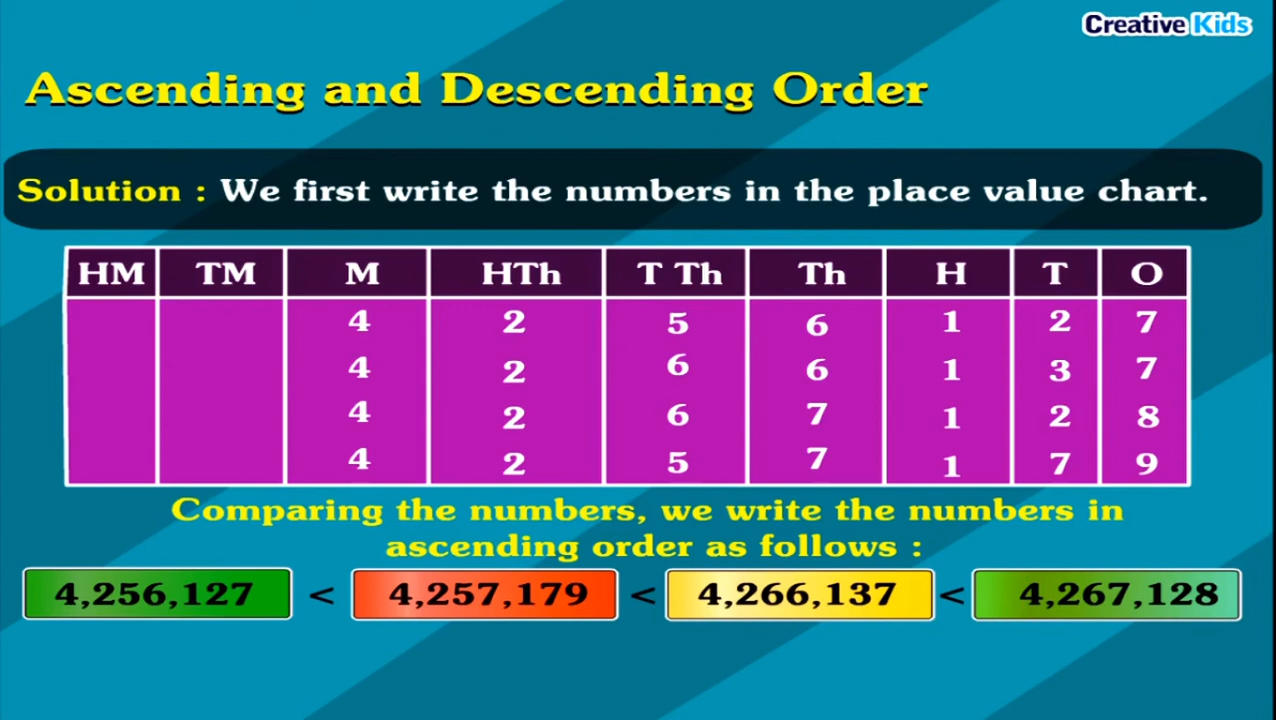 Creative Kids
Ascending and Descending Order
Solution : We first write the numbers in the place value chart.
HM TM M HTh T Th Th H T O
4 2 5 6 1 2 7
4 2 6 6 1 3 7
4 2 6 7 1 2 8
4 2 5 7 1 7 9
Comparing the numbers, we write the numbers in
ascending order as follows :
4,256,127 < 4,257,179 < 4,266,137 < 4,267,128